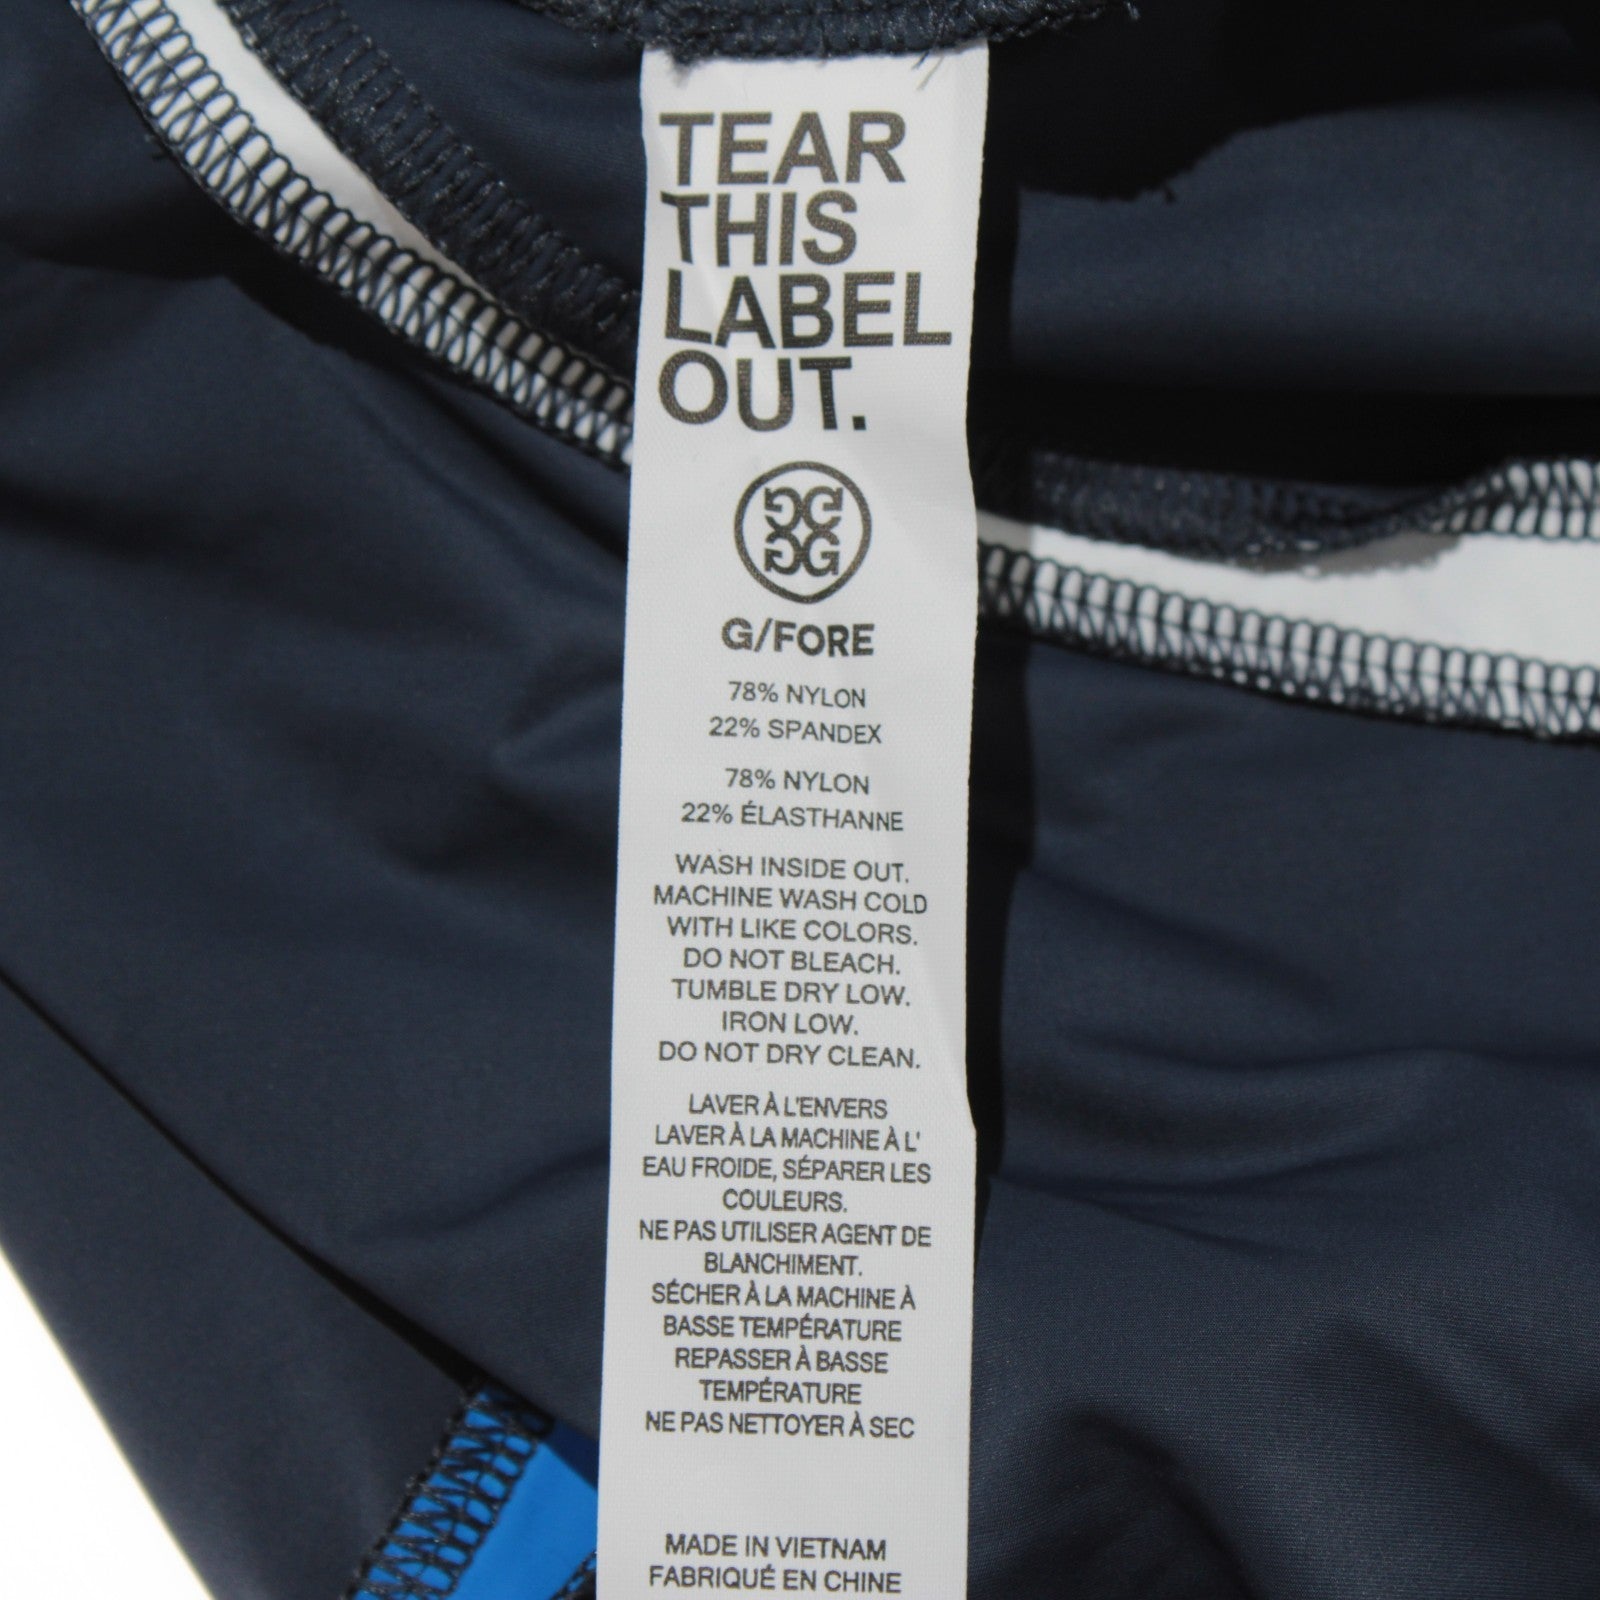 TEAR
THIS
LABEL
OUT.
G/FORE
78% NYLON
22% SPANDEX
78% NYLON
22% ÉLASTHANNE
WASH INSIDE OUT.
MACHINE WASH COLD
WITH LIKE COLORS.
DO NOT BLEACH.
TUMBLE DRY LOW.
IRON LOW.
DO NOT DRY CLEAN.
LAVER À L'ENVERS
LAVER À LA MACHINE À L'
EAU FROIDE, SÉPARER LES
COULEURS.
NE PAS UTILISER AGENT DE
BLANCHIMENT.
SÉCHER À LA MACHINE À
BASSE TEMPÉRATURE
REPASSER À BASSE
TEMPÉRATURE
NE PAS NETTOYER À SEC
MADE IN VIETNAM
FABRIQUÉ EN CHINE